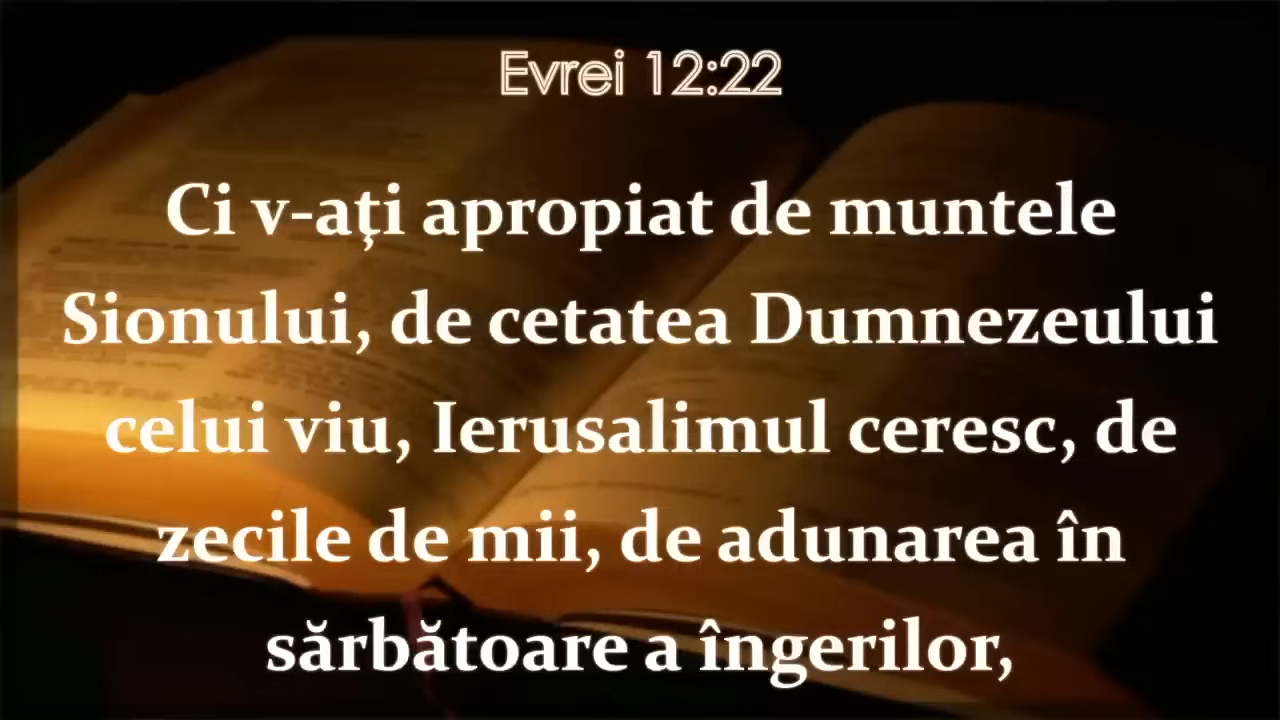 Evrei 12:22
Ci v-aţi apropiat de muntele
Sionului, de cetatea Dumnezeului
celui viu, Ierusalimul ceresc, de
zecile de mii, de adunarea în
sărbătoare a îngerilor,